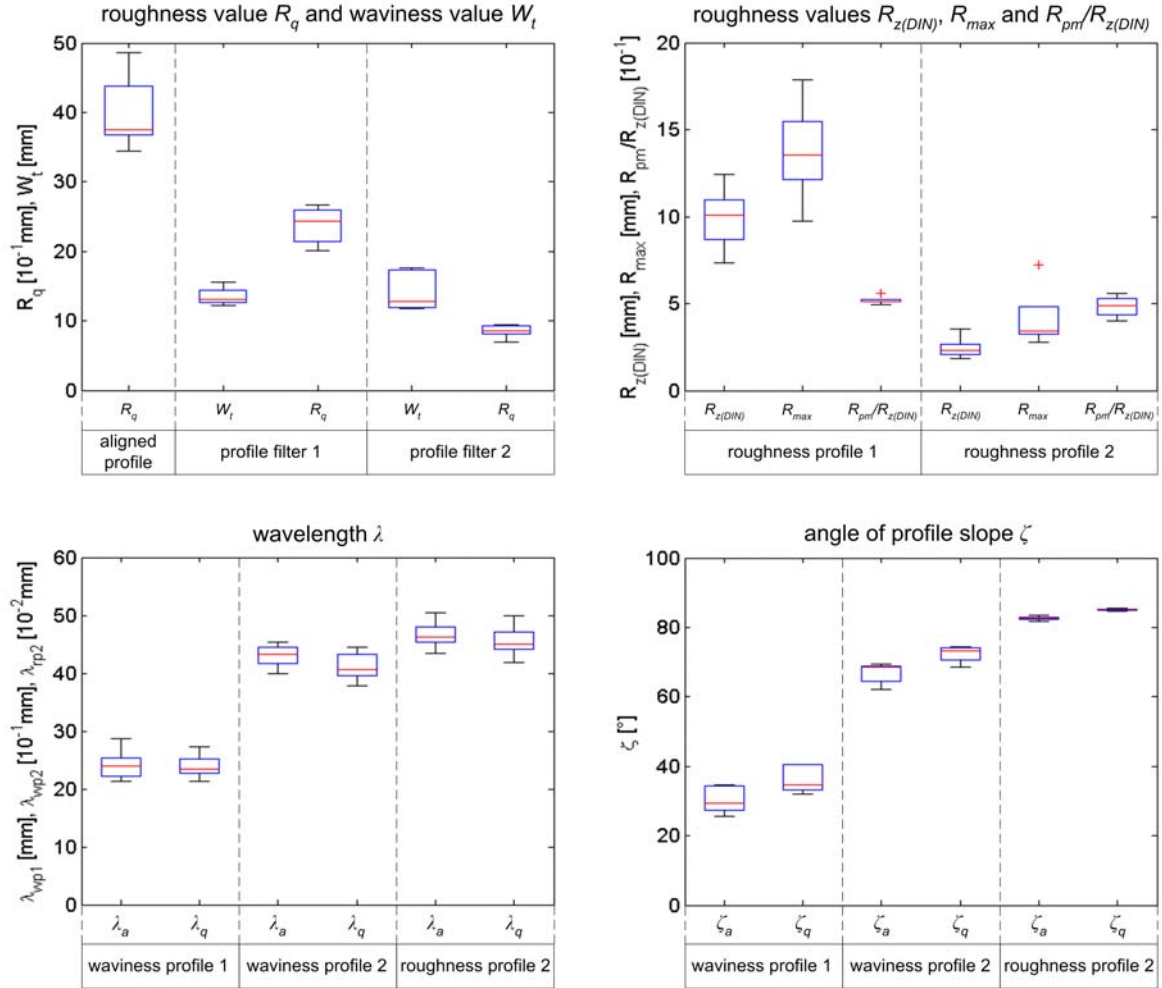 roughness value R_q and waviness value W_t
R_q [10^-1mm], W_t [mm]
50
40
30
20
10
0
R_q W_t R_q W_t R_q
aligned profile profile filter 1 profile filter 2
roughness values R_z(DIN), R_max and R_pm/R_z(DIN)
R_z(DIN) [mm], R_max [mm], R_pm/R_z(DIN) [10^-1]
20
15
10
5
0
R_z(DIN) R_max R_pm/R_z(DIN) R_z(DIN) R_max R_pm/R_z(DIN)
roughness profile 1 roughness profile 2
wavelength λ
λ_wp1 [mm], λ_wp2 [10^-1mm], λ_rp2 [10^-2mm]
60
50
40
30
20
10
0
λ_a λ_q λ_a λ_q λ_a λ_q
waviness profile 1 waviness profile 2 roughness profile 2
angle of profile slope ζ
ζ [°]
100
80
60
40
20
0
ζ_a ζ_q ζ_a ζ_q ζ_a ζ_q
waviness profile 1 waviness profile 2 roughness profile 2